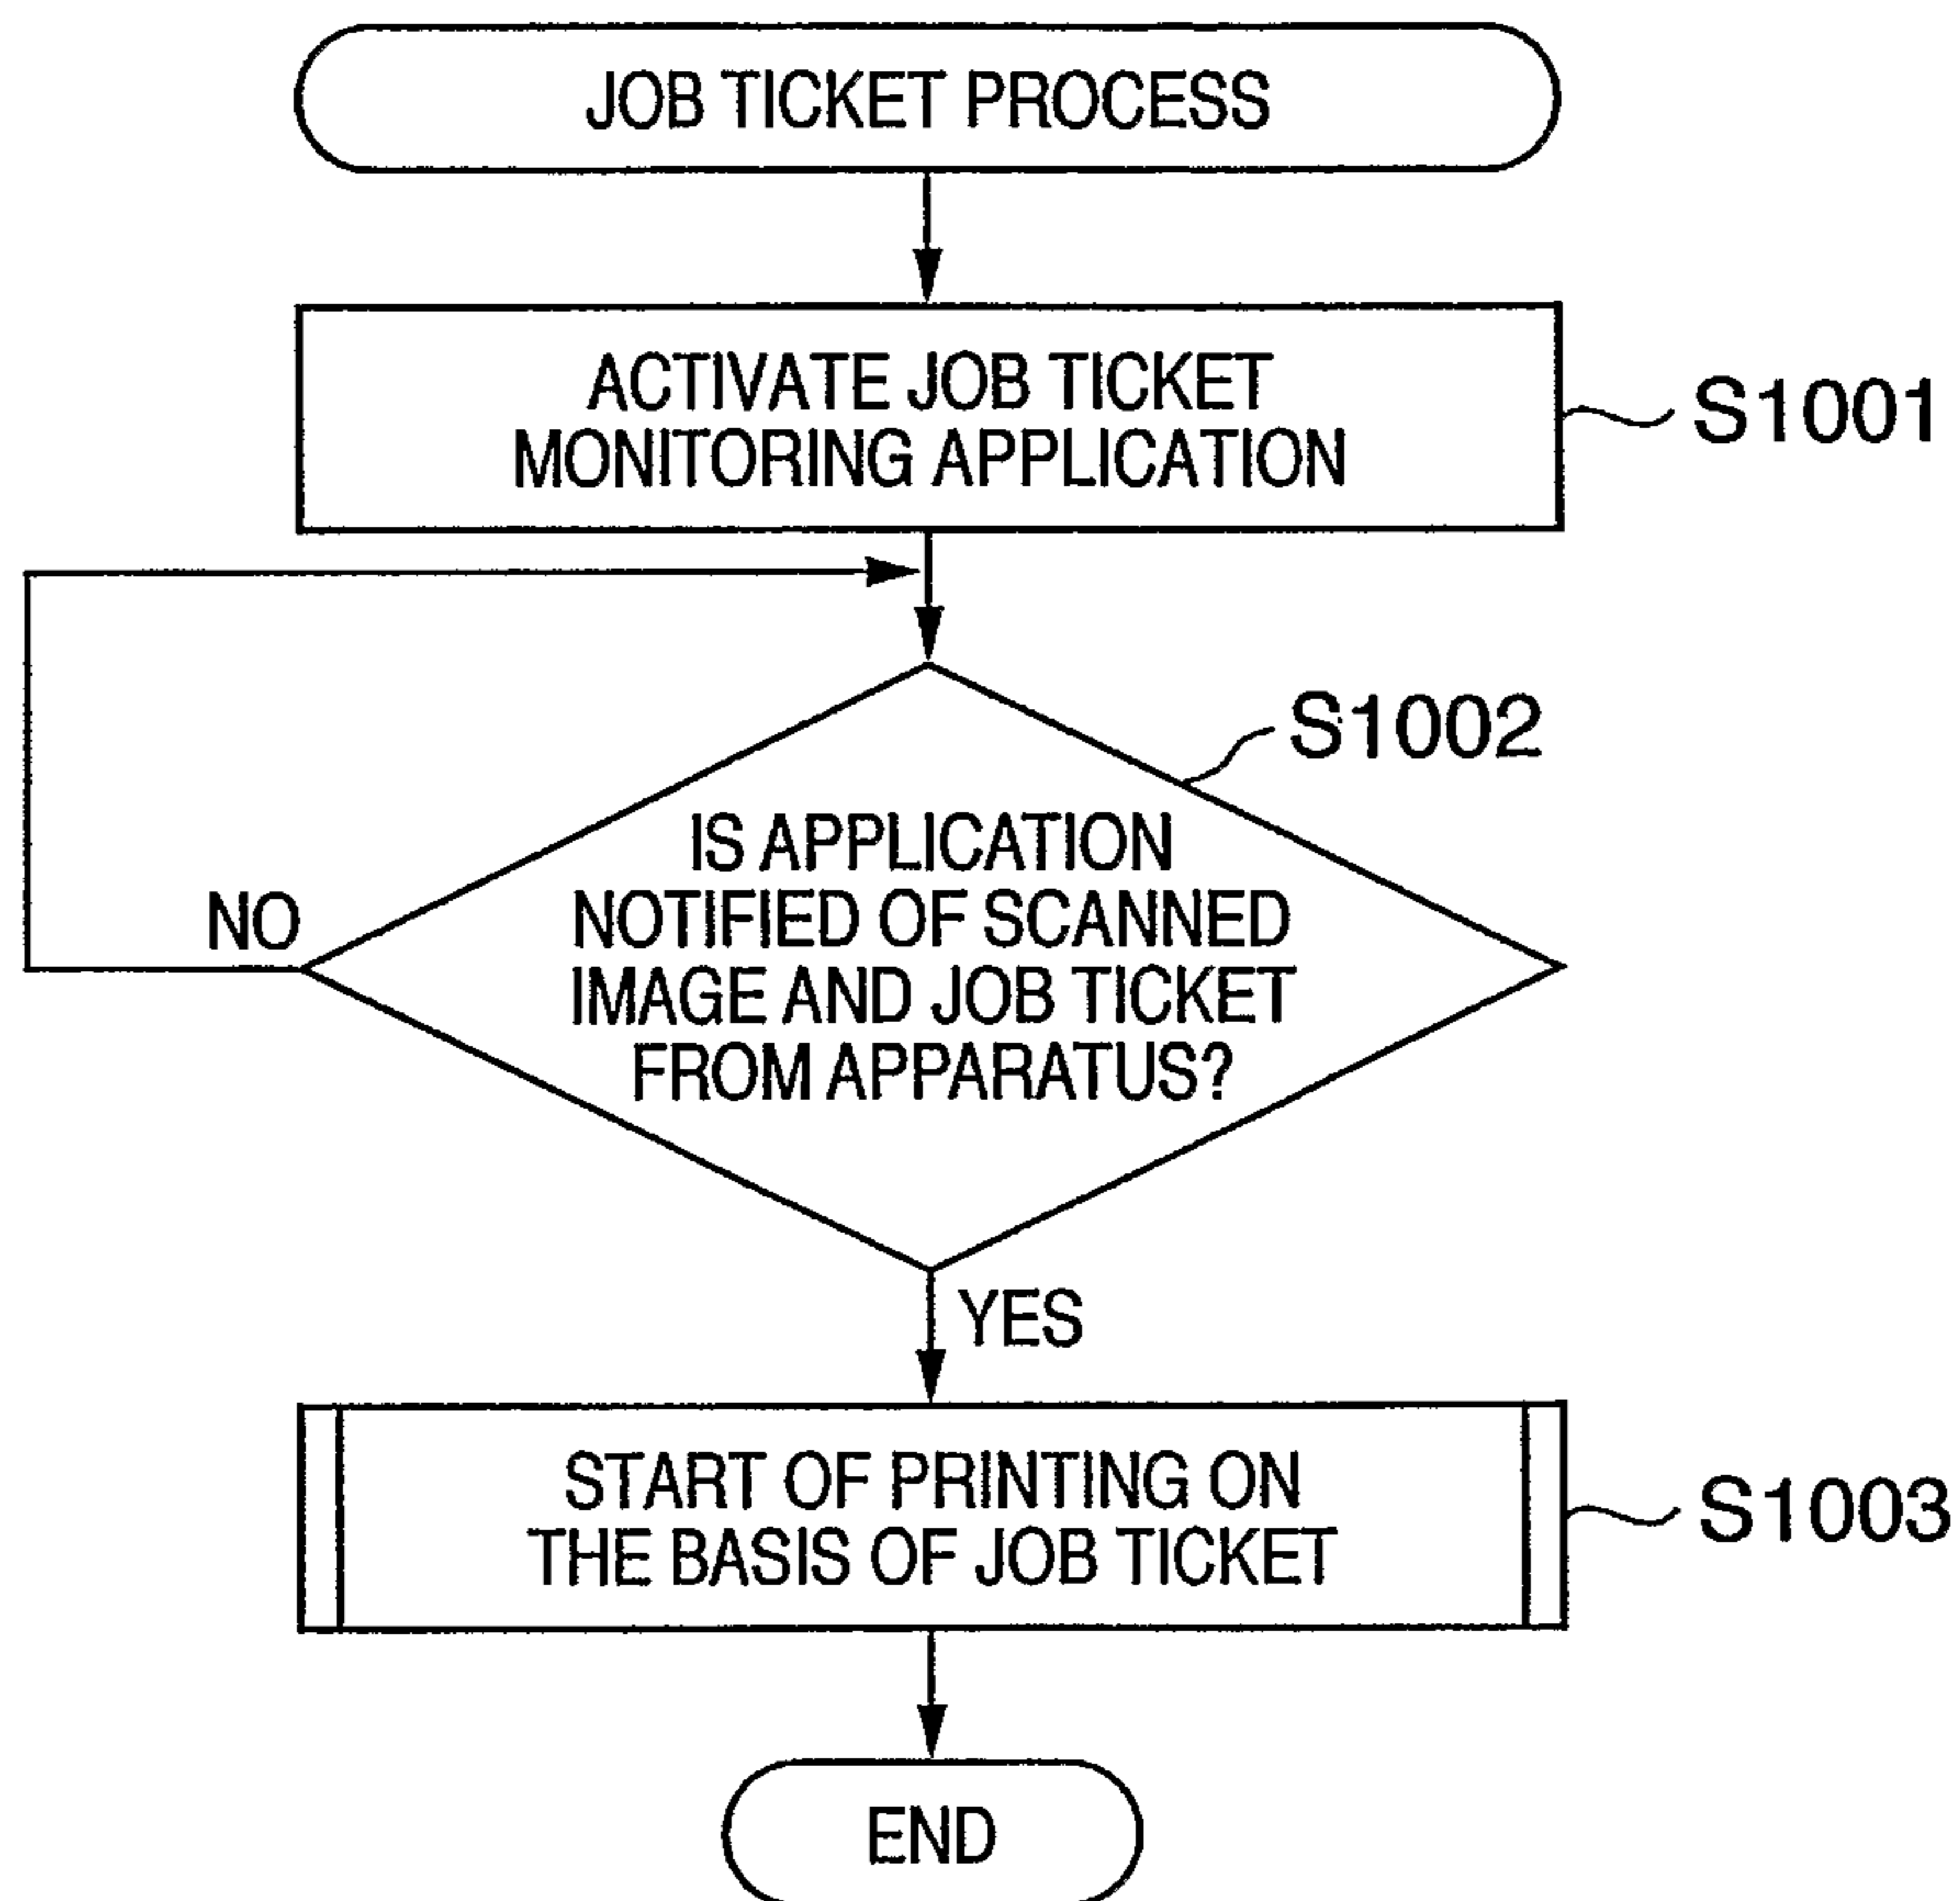 JOB TICKET PROCESS
ACTIVATE JOB TICKET
MONITORING APPLICATION
S1001
S1002
IS APPLICATION
NOTIFIED OF SCANNED
IMAGE AND JOB TICKET
FROM APPARATUS?
NO
YES
START OF PRINTING ON
THE BASIS OF JOB TICKET
S1003
END